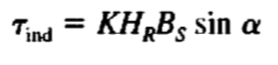 τ_ind = KH_R B_S sin α